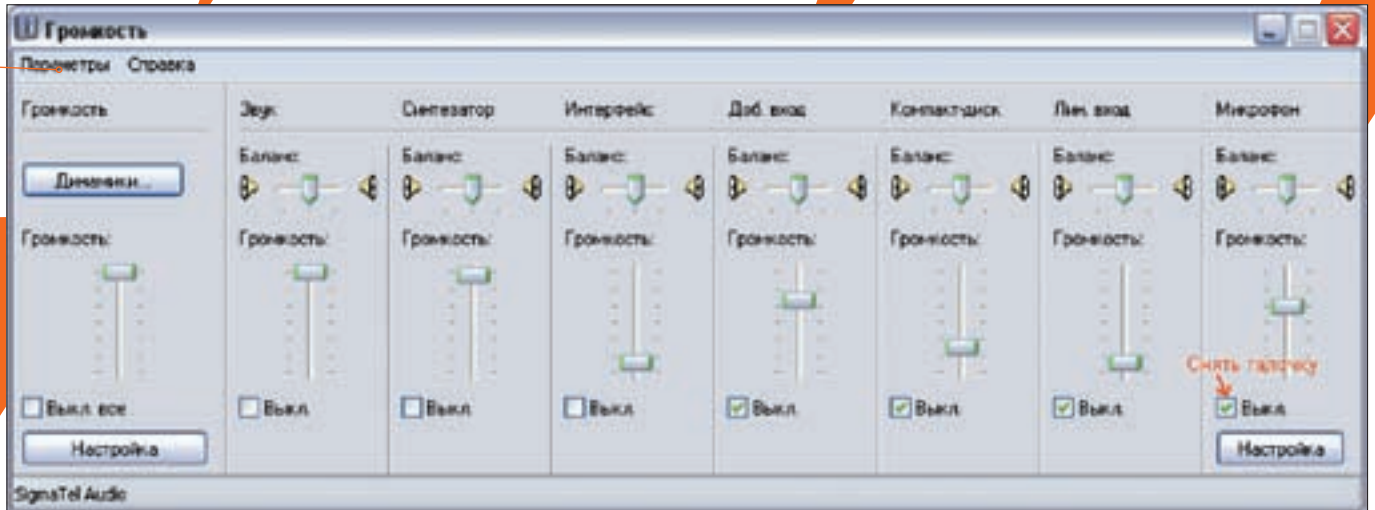 Громкость
Параметры Справка
Громкость Звук Синтезатор Интерфейс Доб. вход Компакт-диск Лин. вход Микрофон
Динамики... Баланс: Баланс: Баланс: Баланс: Баланс: Баланс: Баланс:
Громкость: Громкость: Громкость: Громкость: Громкость: Громкость: Громкость: Громкость:
Снять галочку
Выкл. все Выкл. Выкл. Выкл. Выкл. Выкл. Выкл. Выкл.
Настройка Настройка
SigmaTel Audio